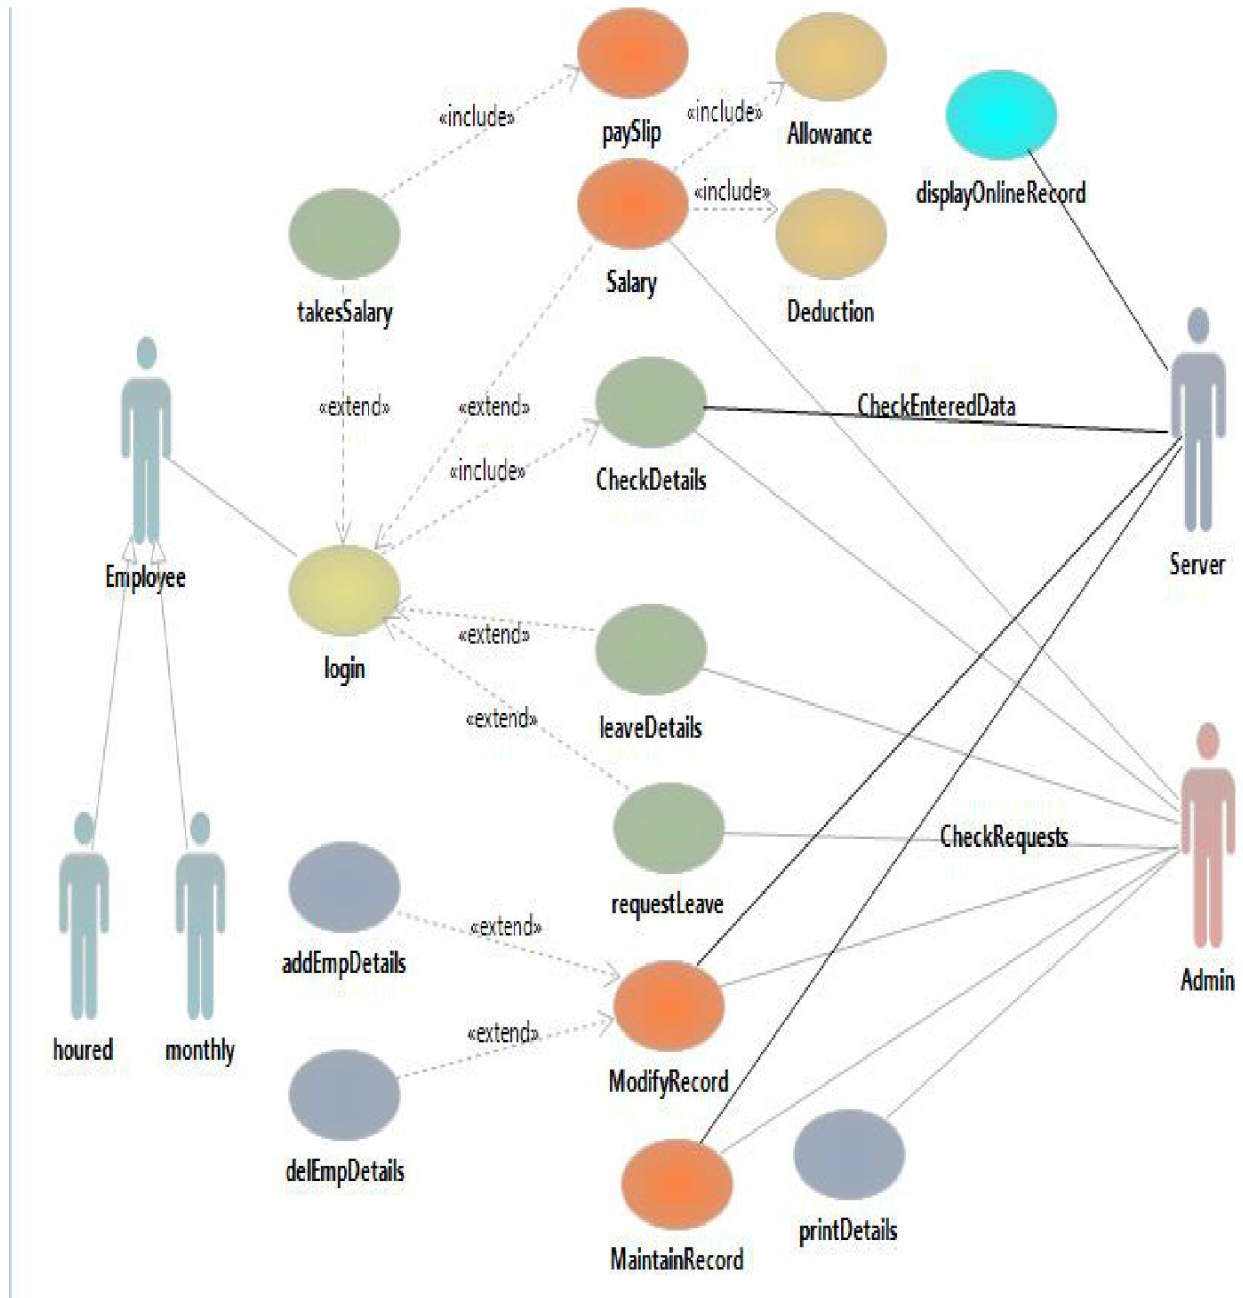 «include»
paySlip
«include»
Allowance
«include»
displayOnlineRecord
takesSalary
Salary
Deduction
«extend»
«extend»
CheckEnteredData
«include»
CheckDetails
Employee
Server
login
«extend»
leaveDetails
«extend»
CheckRequests
requestLeave
addEmpDetails
«extend»
Admin
houred
monthly
«extend»
ModifyRecord
delEmpDetails
printDetails
MaintainRecord